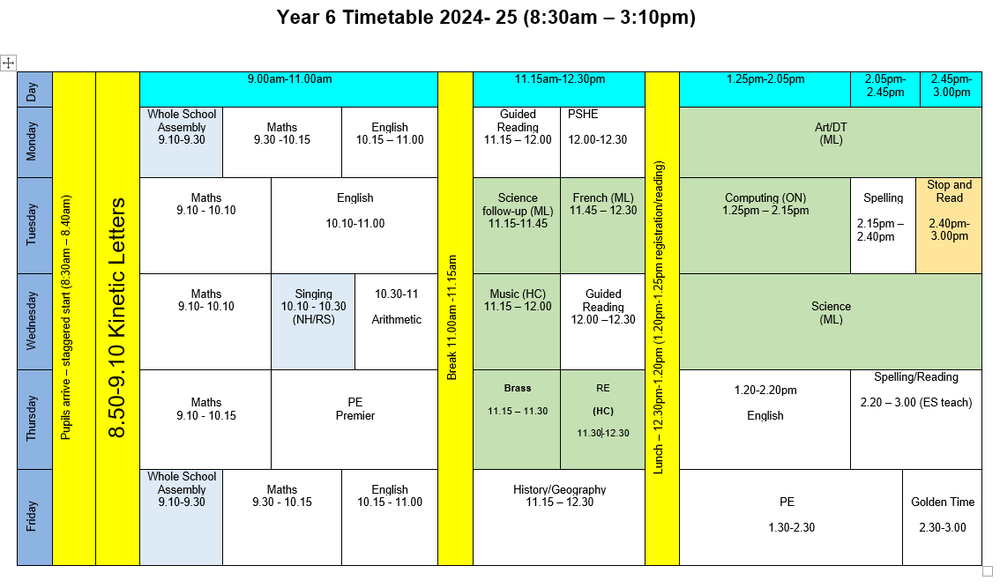 Year 6 Timetable 2024- 25 (8:30am – 3:10pm)
Day
Pupils arrive – staggered start (8:30am – 8.40am)
8.50-9.10 Kinetic Letters
9.00am-11.00am
Break 11.00am -11.15am
11.15am-12.30pm
Lunch – 12.30pm-1.20pm (1.20pm-1.25pm registration/reading)
1.25pm-2.05pm
2.05pm-
2.45pm
2.45pm-
3.00pm
Monday
Whole School
Assembly
9.10-9.30
Maths
9.30 -10.15
English
10.15 – 11.00
Guided
Reading
11.15 – 12.00
PSHE
12.00-12.30
Art/DT
(ML)
Tuesday
Maths
9.10 - 10.10
English
10.10-11.00
Science
follow-up (ML)
11.15-11.45
French (ML)
11.45 – 12.30
Computing (ON)
1.25pm – 2.15pm
Spelling
2.15pm –
2.40pm
Stop and
Read
2.40pm-
3.00pm
Wednesday
Maths
9.10- 10.10
Singing
10.10 - 10.30
(NH/RS)
10.30-11
Arithmetic
Music (HC)
11.15 – 12.00
Guided
Reading
12.00 –12.30
Science
(ML)
Thursday
Maths
9.10 - 10.15
PE
Premier
Brass
11.15 – 11.30
RE
(HC)
11.30-12.30
1.20-2.20pm
English
Spelling/Reading
2.20 – 3.00 (ES teach)
Friday
Whole School
Assembly
9.10-9.30
Maths
9.30 - 10.15
English
10.15 - 11.00
History/Geography
11.15 – 12.30
PE
1.30-2.30
Golden Time
2.30-3.00